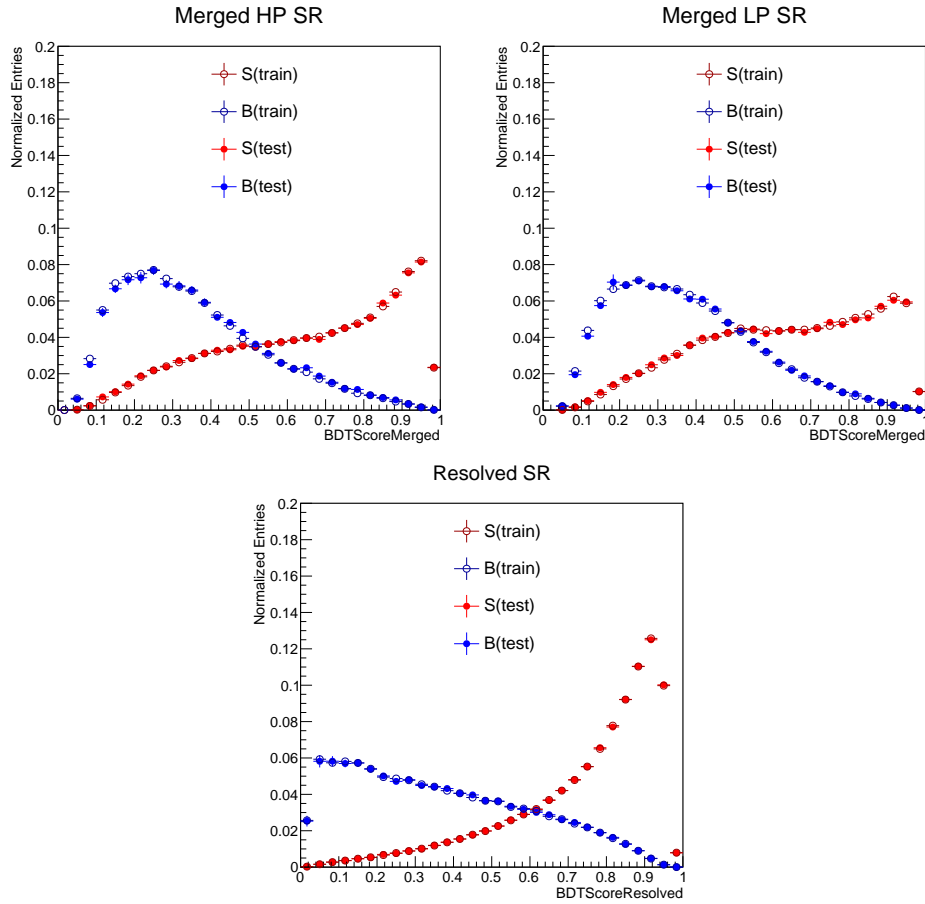 Merged HP SR
Normalized Entries
0.2
0.18
0.16
0.14
0.12
0.1
0.08
0.06
0.04
0.02
0
S(train)
B(train)
S(test)
B(test)
0 0.1 0.2 0.3 0.4 0.5 0.6 0.7 0.8 0.9 1
BDTScoreMerged
Merged LP SR
Normalized Entries
0.2
0.18
0.16
0.14
0.12
0.1
0.08
0.06
0.04
0.02
0
S(train)
B(train)
S(test)
B(test)
0 0.1 0.2 0.3 0.4 0.5 0.6 0.7 0.8 0.9 1
BDTScoreMerged
Resolved SR
Normalized Entries
0.2
0.18
0.16
0.14
0.12
0.1
0.08
0.06
0.04
0.02
0
S(train)
B(train)
S(test)
B(test)
0 0.1 0.2 0.3 0.4 0.5 0.6 0.7 0.8 0.9 1
BDTScoreResolved